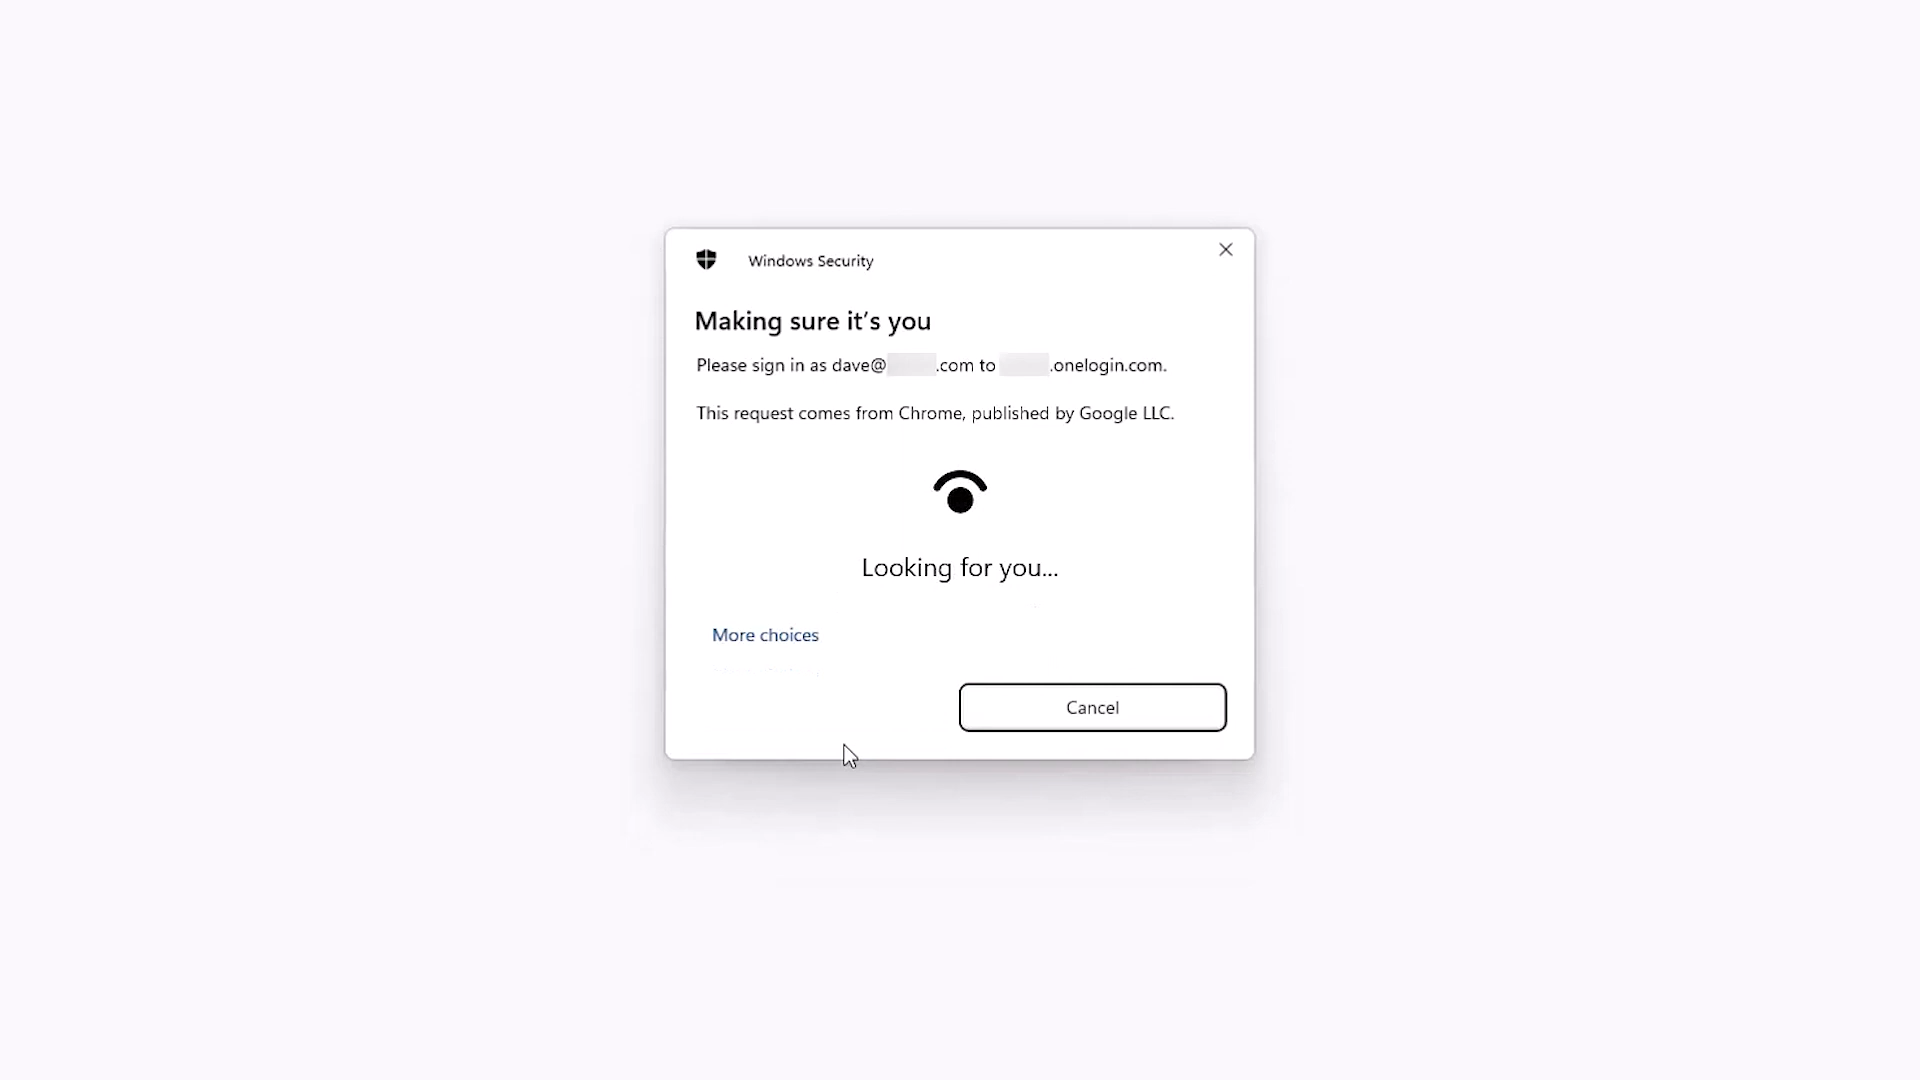 Windows Security
Making sure it's you
Please sign in as dave@ .com to .onelogin.com.
This request comes from Chrome, published by Google LLC.
Looking for you...
More choices
Cancel